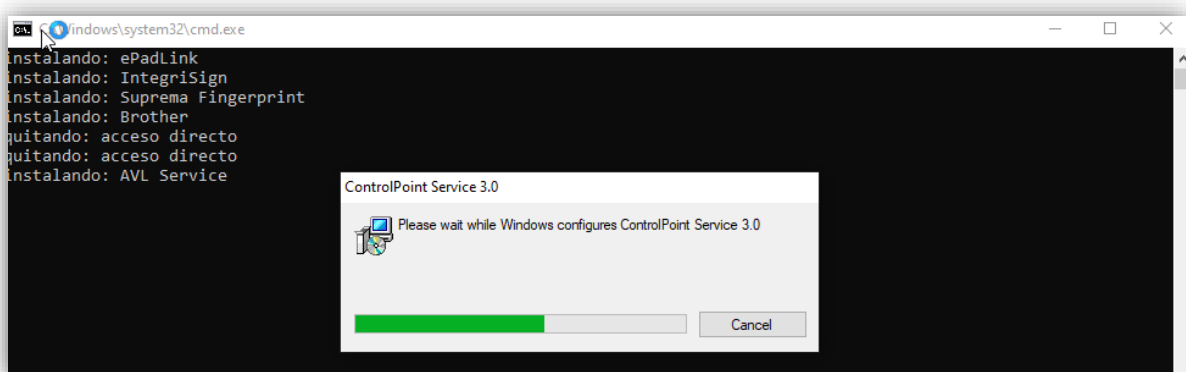 C:\Windows\system32\cmd.exe
instalando: ePadLink
instalando: IntegriSign
instalando: Suprema Fingerprint
instalando: Brother
quitando: acceso directo
quitando: acceso directo
instalando: AVL Service
ControlPoint Service 3.0
Please wait while Windows configures ControlPoint Service 3.0
Cancel